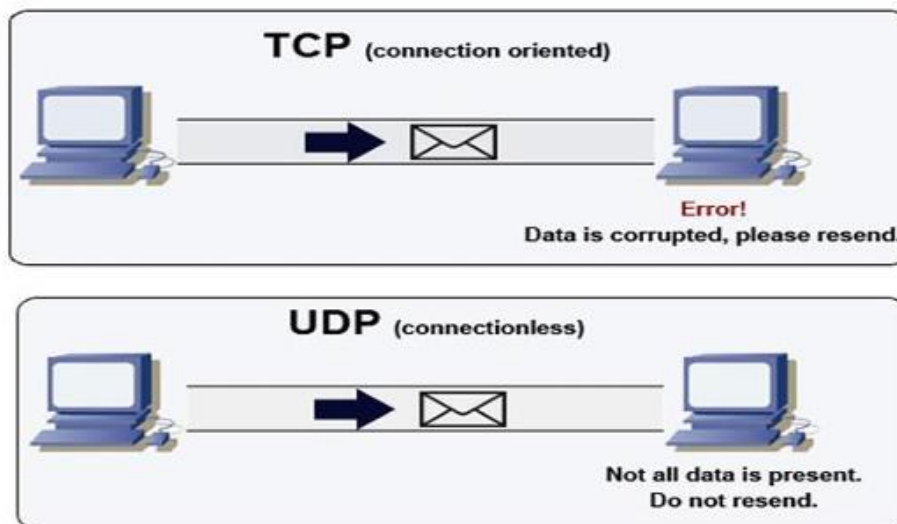 TCP (connection oriented)
Error!
Data is corrupted, please resend.
UDP (connectionless)
Not all data is present.
Do not resend.